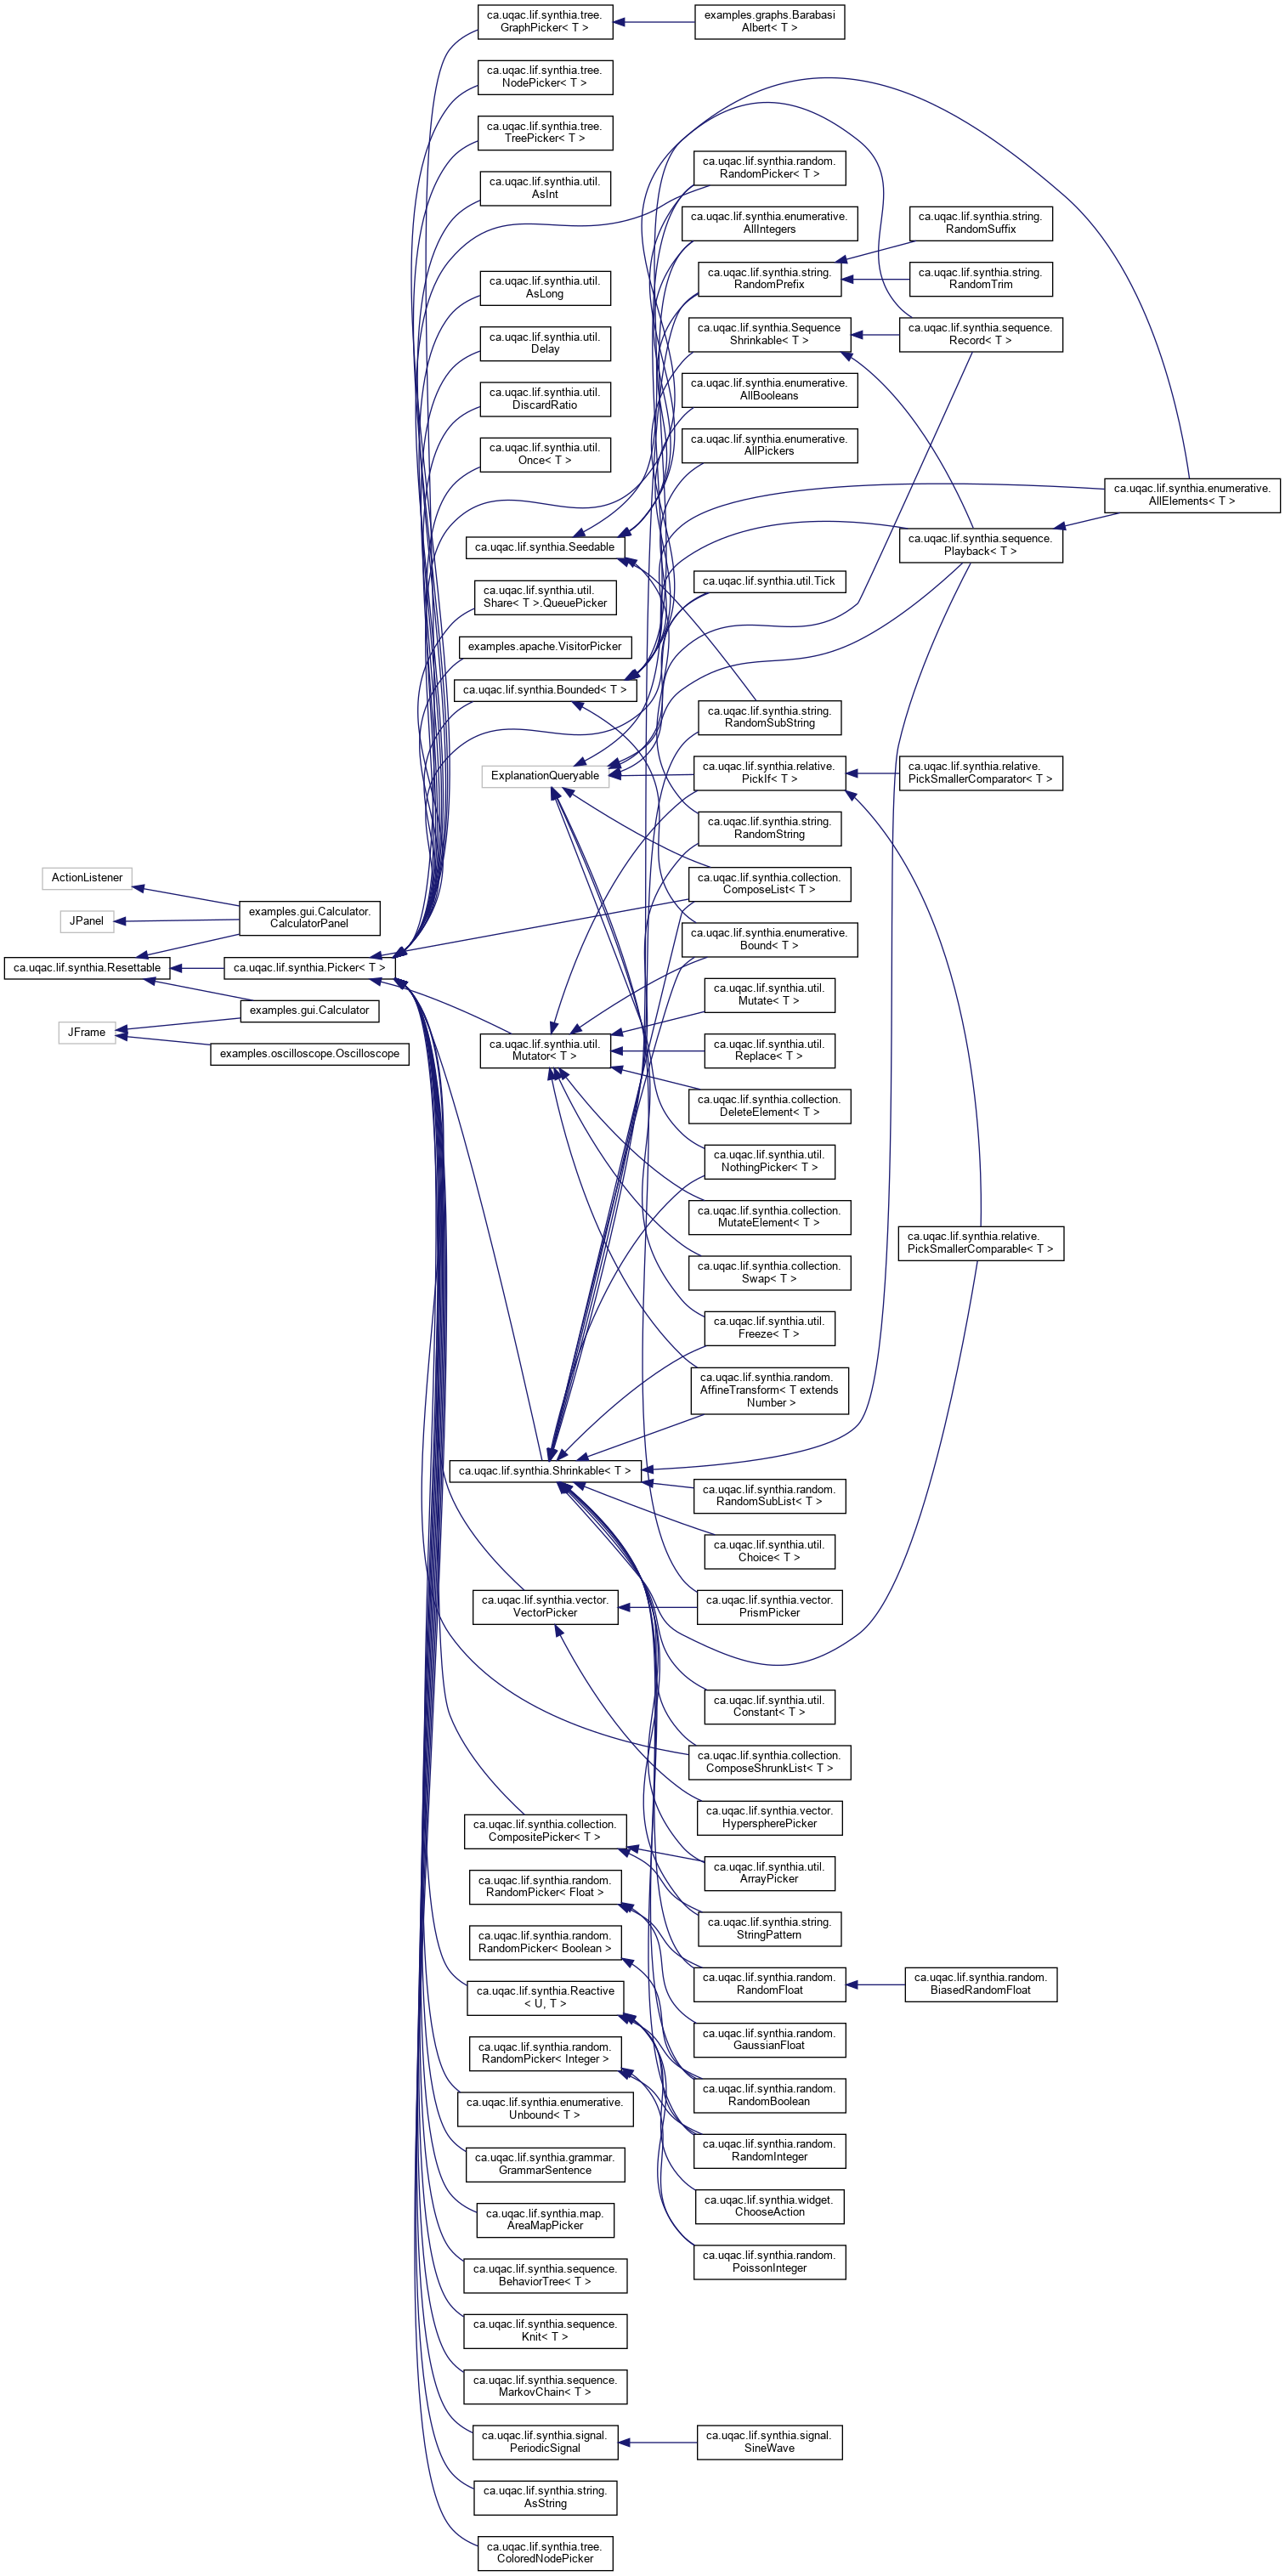 ca.uqac.lif.synthia.tree.
GraphPicker< T >
examples.graphs.Barabasi
Albert< T >
ca.uqac.lif.synthia.tree.
NodePicker< T >
ca.uqac.lif.synthia.tree.
TreePicker< T >
ca.uqac.lif.synthia.util.
AsInt
ca.uqac.lif.synthia.util.
AsLong
ca.uqac.lif.synthia.util.
Delay
ca.uqac.lif.synthia.util.
DiscardRatio
ca.uqac.lif.synthia.util.
Once< T >
ca.uqac.lif.synthia.Seedable
ca.uqac.lif.synthia.util.
Share< T >.QueuePicker
examples.apache.VisitorPicker
ca.uqac.lif.synthia.Bounded< T >
ExplanationQueryable
ca.uqac.lif.synthia.random.
RandomPicker< T >
ca.uqac.lif.synthia.enumerative.
AllIntegers
ca.uqac.lif.synthia.string.
RandomPrefix
ca.uqac.lif.synthia.Sequence
Shrinkable< T >
ca.uqac.lif.synthia.enumerative.
AllBooleans
ca.uqac.lif.synthia.enumerative.
AllPickers
ca.uqac.lif.synthia.util.Tick
ca.uqac.lif.synthia.string.
RandomSuffix
ca.uqac.lif.synthia.string.
RandomTrim
ca.uqac.lif.synthia.sequence.
Record< T >
ca.uqac.lif.synthia.enumerative.
AllElements< T >
ca.uqac.lif.synthia.sequence.
Playback< T >
ca.uqac.lif.synthia.string.
RandomSubString
ca.uqac.lif.synthia.relative.
PickIf< T >
ca.uqac.lif.synthia.relative.
PickSmallerComparator< T >
ca.uqac.lif.synthia.string.
RandomString
ca.uqac.lif.synthia.collection.
ComposeList< T >
ca.uqac.lif.synthia.enumerative.
Bound< T >
ActionListener
JPanel
ca.uqac.lif.synthia.Resettable
JFrame
examples.gui.Calculator.
CalculatorPanel
ca.uqac.lif.synthia.Picker< T >
examples.gui.Calculator
examples.oscilloscope.Oscilloscope
ca.uqac.lif.synthia.util.
Mutator< T >
ca.uqac.lif.synthia.util.
Mutate< T >
ca.uqac.lif.synthia.util.
Replace< T >
ca.uqac.lif.synthia.collection.
DeleteElement< T >
ca.uqac.lif.synthia.util.
NothingPicker< T >
ca.uqac.lif.synthia.collection.
MutateElement< T >
ca.uqac.lif.synthia.collection.
Swap< T >
ca.uqac.lif.synthia.relative.
PickSmallerComparable< T >
ca.uqac.lif.synthia.util.
Freeze< T >
ca.uqac.lif.synthia.random.
AffineTransform< T extends
Number >
ca.uqac.lif.synthia.Shrinkable< T >
ca.uqac.lif.synthia.random.
RandomSubList< T >
ca.uqac.lif.synthia.util.
Choice< T >
ca.uqac.lif.synthia.vector.
VectorPicker
ca.uqac.lif.synthia.vector.
PrismPicker
ca.uqac.lif.synthia.util.
Constant< T >
ca.uqac.lif.synthia.collection.
ComposeShrunkList< T >
ca.uqac.lif.synthia.vector.
HyperspherePicker
ca.uqac.lif.synthia.collection.
CompositePicker< T >
ca.uqac.lif.synthia.util.
ArrayPicker
ca.uqac.lif.synthia.random.
RandomPicker< Float >
ca.uqac.lif.synthia.string.
StringPattern
ca.uqac.lif.synthia.random.
RandomPicker< Boolean >
ca.uqac.lif.synthia.random.
RandomFloat
ca.uqac.lif.synthia.random.
BiasedRandomFloat
ca.uqac.lif.synthia.Reactive
< U, T >
ca.uqac.lif.synthia.random.
GaussianFloat
ca.uqac.lif.synthia.random.
RandomPicker< Integer >
ca.uqac.lif.synthia.random.
RandomBoolean
ca.uqac.lif.synthia.enumerative.
Unbound< T >
ca.uqac.lif.synthia.random.
RandomInteger
ca.uqac.lif.synthia.grammar.
GrammarSentence
ca.uqac.lif.synthia.widget.
ChooseAction
ca.uqac.lif.synthia.map.
AreaMapPicker
ca.uqac.lif.synthia.random.
PoissonInteger
ca.uqac.lif.synthia.sequence.
BehaviorTree< T >
ca.uqac.lif.synthia.sequence.
Knit< T >
ca.uqac.lif.synthia.sequence.
MarkovChain< T >
ca.uqac.lif.synthia.signal.
PeriodicSignal
ca.uqac.lif.synthia.signal.
SineWave
ca.uqac.lif.synthia.string.
AsString
ca.uqac.lif.synthia.tree.
ColoredNodePicker